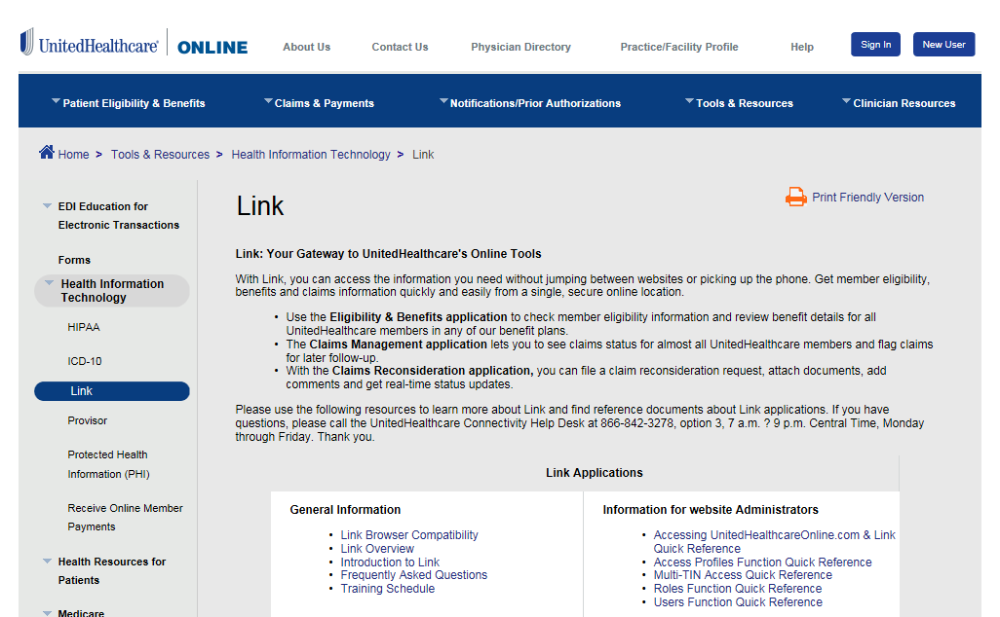 UnitedHealthcare® ONLINE About Us Contact Us Physician Directory Practice/Facility Profile Help Sign In New User
Patient Eligibility & Benefits Claims & Payments Notifications/Prior Authorizations Tools & Resources Clinician Resources
Home > Tools & Resources > Health Information Technology > Link
EDI Education for
Electronic Transactions
Forms
Health Information
Technology
HIPAA
ICD-10
Link
Provisor
Protected Health
Information (PHI)
Receive Online Member
Payments
Health Resources for
Patients
Medicare
Link
Print Friendly Version
Link: Your Gateway to UnitedHealthcare's Online Tools
With Link, you can access the information you need without jumping between websites or picking up the phone. Get member eligibility,
benefits and claims information quickly and easily from a single, secure online location.
• Use the Eligibility & Benefits application to check member eligibility information and review benefit details for all
UnitedHealthcare members in any of our benefit plans.
• The Claims Management application lets you to see claims status for almost all UnitedHealthcare members and flag claims
for later follow-up.
• With the Claims Reconsideration application, you can file a claim reconsideration request, attach documents, add
comments and get real-time status updates.
Please use the following resources to learn more about Link and find reference documents about Link applications. If you have
questions, please call the UnitedHealthcare Connectivity Help Desk at 866-842-3278, option 3, 7 a.m. ? 9 p.m. Central Time, Monday
through Friday. Thank you.
Link Applications
General Information
• Link Browser Compatibility
• Link Overview
• Introduction to Link
• Frequently Asked Questions
• Training Schedule
Information for website Administrators
• Accessing UnitedHealthcareOnline.com & Link
Quick Reference
• Access Profiles Function Quick Reference
• Multi-TIN Access Quick Reference
• Roles Function Quick Reference
• Users Function Quick Reference